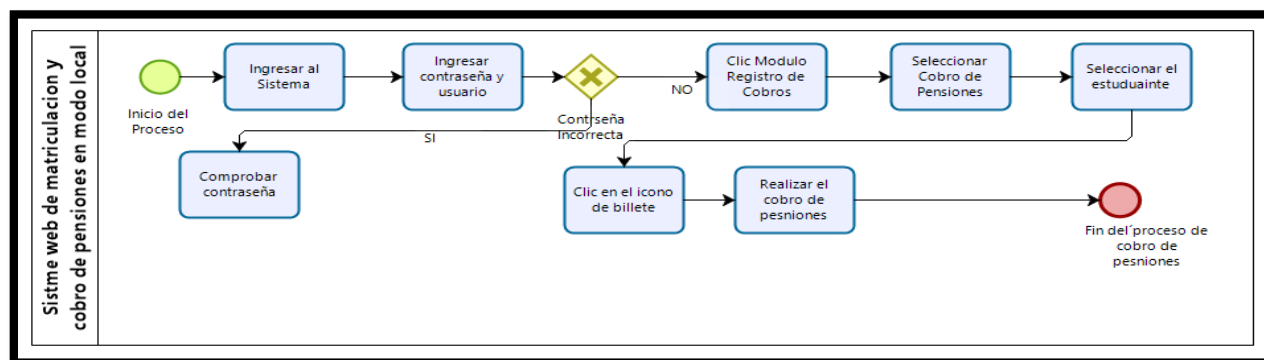 Sistme web de matriculacion y
cobro de pensiones en modo local
Inicio del
Proceso
Ingresar al
Sistema
Ingresar
contraseña y
usuario
Contrseña
Incorrecta
NO
SI
Comprobar
contraseña
Clic Modulo
Registro de
Cobros
Seleccionar
Cobro de
Pensiones
Seleccionar el
estuduainte
Clic en el icono
de billete
Realizar el
cobro de
pesniones
Fin del´proceso de
cobro de
pesniones